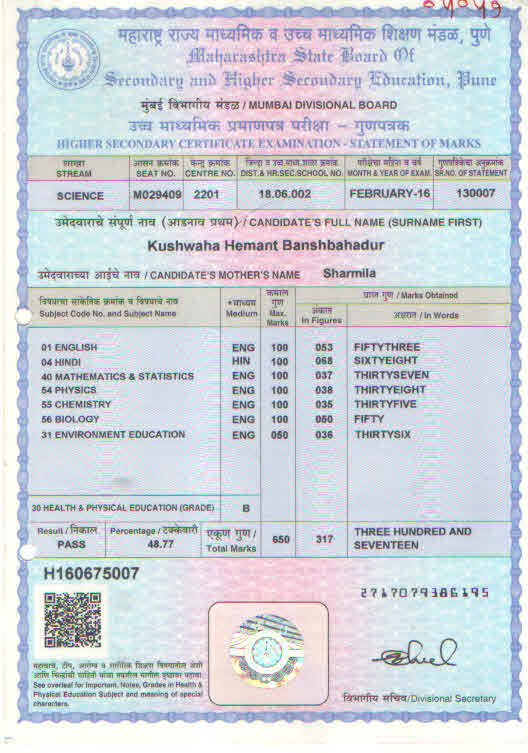 04049
महाराष्ट्र राज्य माध्यमिक व उच्च माध्यमिक शिक्षण मंडळ, पुणे
Maharashtra State Board Of
Secondary and Higher Secondary Education, Pune
मुंबई विभागीय मंडळ / MUMBAI DIVISIONAL BOARD
उच्च माध्यमिक प्रमाणपत्र परीक्षा – गुणपत्रक
HIGHER SECONDARY CERTIFICATE EXAMINATION - STATEMENT OF MARKS
शाखा आसन क्रमांक केन्द्र क्रमांक जिल्हा व उच्च.माध्य.शाळा क्रमांक परीक्षेचा महिना व वर्ष गुणपत्रिकेचा अनुक्रमांक
STREAM SEAT NO. CENTRE NO. DIST.& HR.SEC.SCHOOL NO. MONTH & YEAR OF EXAM. SR.NO. OF STATEMENT
SCIENCE M029409 2201 18.06.002 FEBRUARY-16 130007
उमेदवाराचे संपूर्ण नाव (आडनाव प्रथम) / CANDIDATE'S FULL NAME (SURNAME FIRST)
Kushwaha Hemant Banshbahadur
उमेदवाराच्या आईचे नाव / CANDIDATE'S MOTHER'S NAME Sharmila
विषयाचा सांकेतिक क्रमांक व विषयाचे नाव
Subject Code No. and Subject Name
+माध्यम
Medium
कमाल
गुण
Max.
Marks
प्राप्त गुण / Marks Obtained
अंकात
In Figures
अक्षरात / In Words
01 ENGLISH ENG 100 053 FIFTYTHREE
04 HINDI HIN 100 068 SIXTYEIGHT
40 MATHEMATICS & STATISTICS ENG 100 037 THIRTYSEVEN
54 PHYSICS ENG 100 038 THIRTYEIGHT
55 CHEMISTRY ENG 100 035 THIRTYFIVE
56 BIOLOGY ENG 100 050 FIFTY
31 ENVIRONMENT EDUCATION ENG 050 036 THIRTYSIX
30 HEALTH & PHYSICAL EDUCATION (GRADE) B
Result / निकाल Percentage / टक्केवारी एकूण गुण / 650 317 THREE HUNDRED AND
PASS 48.77 Total Marks SEVENTEEN
H160675007
2717079386195
महत्वाचे, टीप, आरोग्य व शारीरिक शिक्षण विषयातील श्रेणी
See overleaf for Important, Notes, Grades in Health &
Physical Education Subject and meaning of special
characters.
विभागीय सचिव/Divisional Secretary